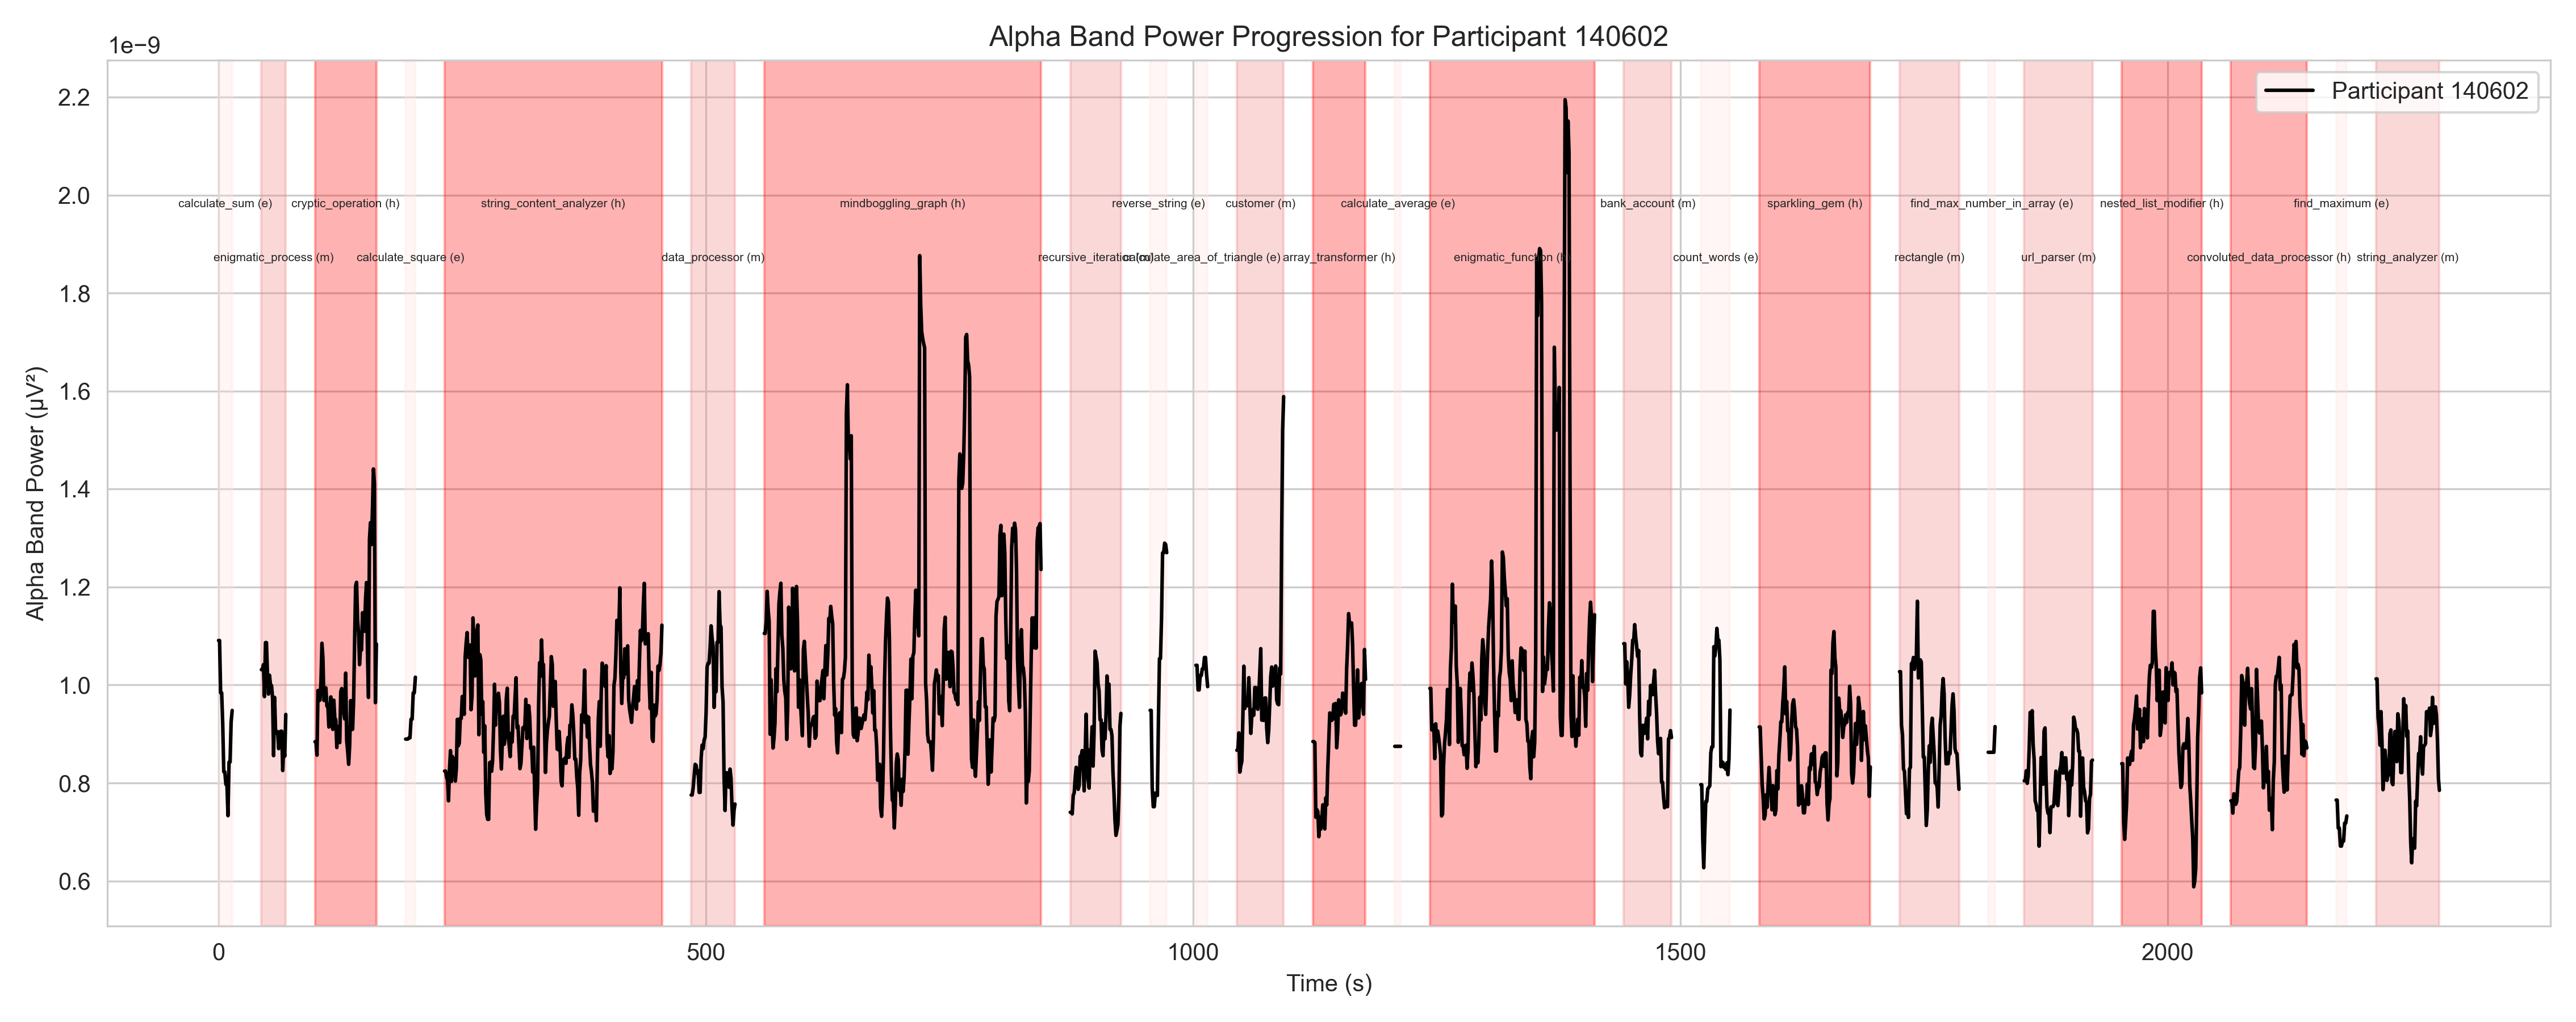 Alpha Band Power Progression for Participant 140602
1e−9
Participant 140602
2.2
2.0
1.8
1.6
1.4
1.2
1.0
0.8
0.6
Alpha Band Power (µV²)
calculate_sum (e)
cryptic_operation (h)
string_content_analyzer (h)
mindboggling_graph (h)
reverse_string (e)
customer (m)
calculate_average (e)
bank_account (m)
sparkling_gem (h)
find_max_number_in_array (e)
nested_list_modifier (h)
find_maximum (e)
enigmatic_process (m)
calculate_square (e)
data_processor (m)
recursive_iteration (m)
calculate_area_of_triangle (e)
array_transformer (h)
enigmatic_function (h)
count_words (e)
rectangle (m)
url_parser (m)
convoluted_data_processor (h)
string_analyzer (m)
0
500
1000
1500
2000
Time (s)